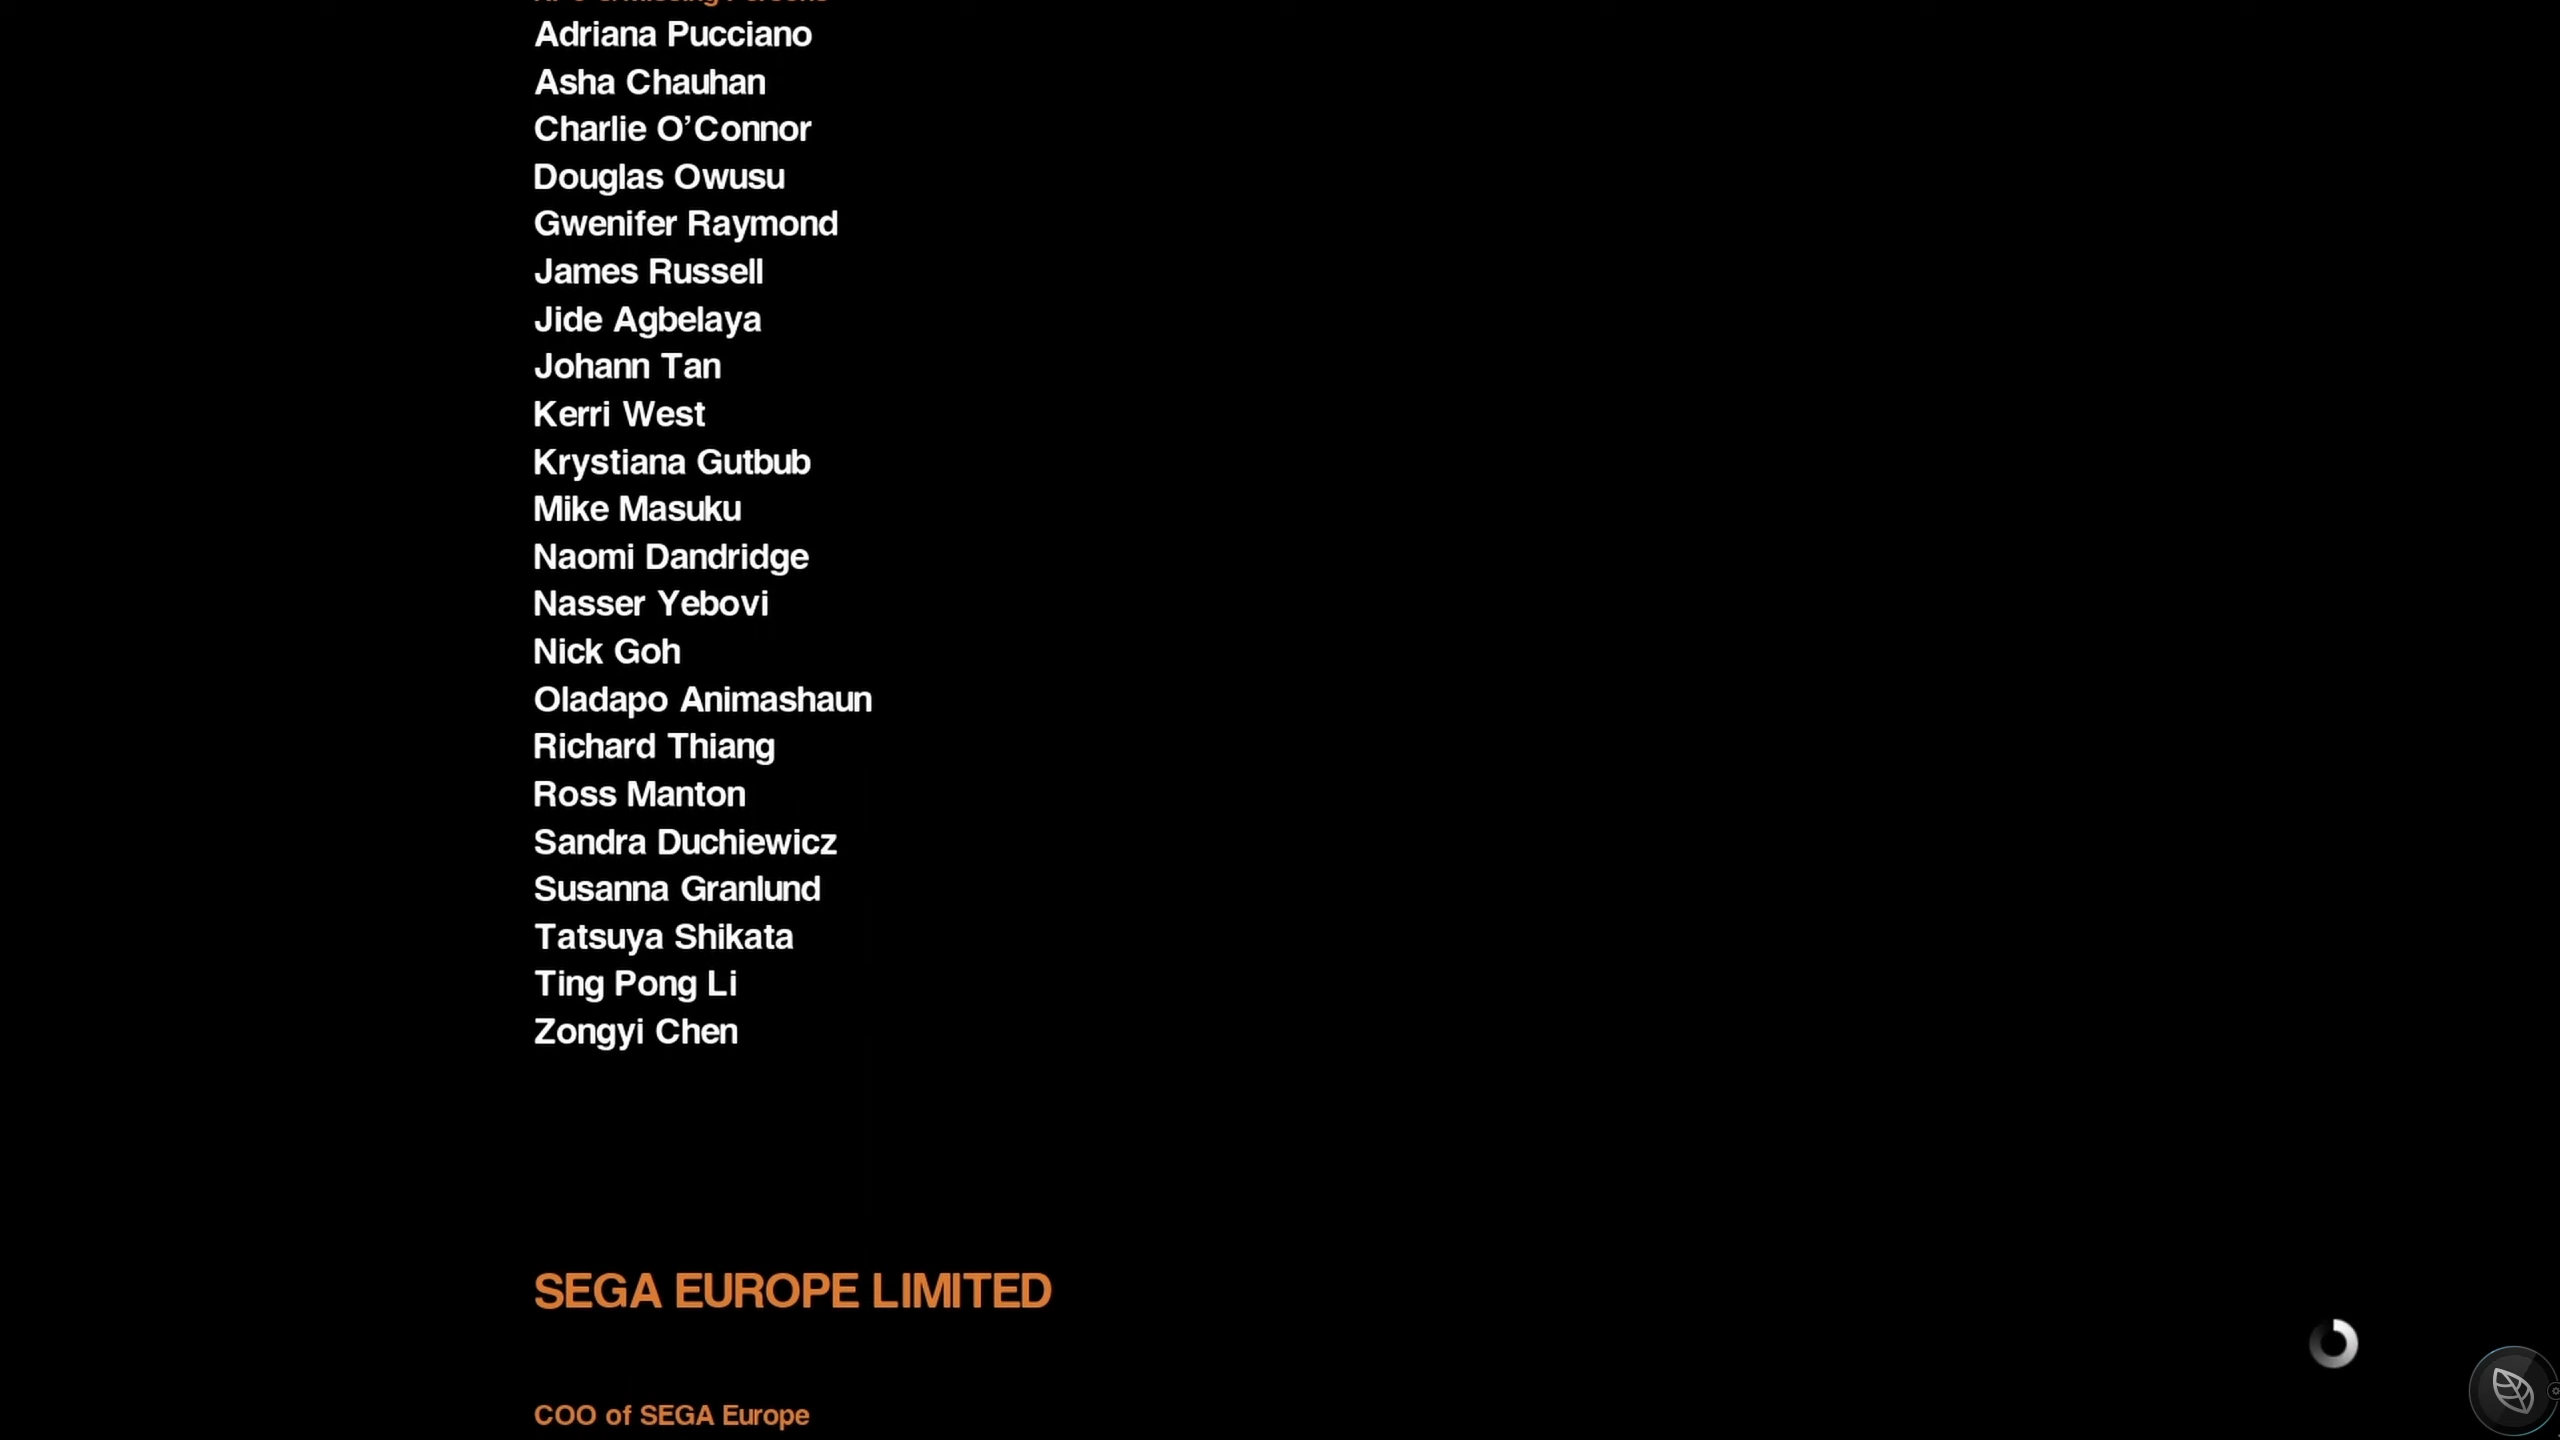 Adriana Pucciano
Asha Chauhan
Charlie O’Connor
Douglas Owusu
Gwenifer Raymond
James Russell
Jide Agbelaya
Johann Tan
Kerri West
Krystiana Gutbub
Mike Masuku
Naomi Dandridge
Nasser Yebovi
Nick Goh
Oladapo Animashaun
Richard Thiang
Ross Manton
Sandra Duchiewicz
Susanna Granlund
Tatsuya Shikata
Ting Pong Li
Zongyi Chen
SEGA EUROPE LIMITED
COO of SEGA Europe